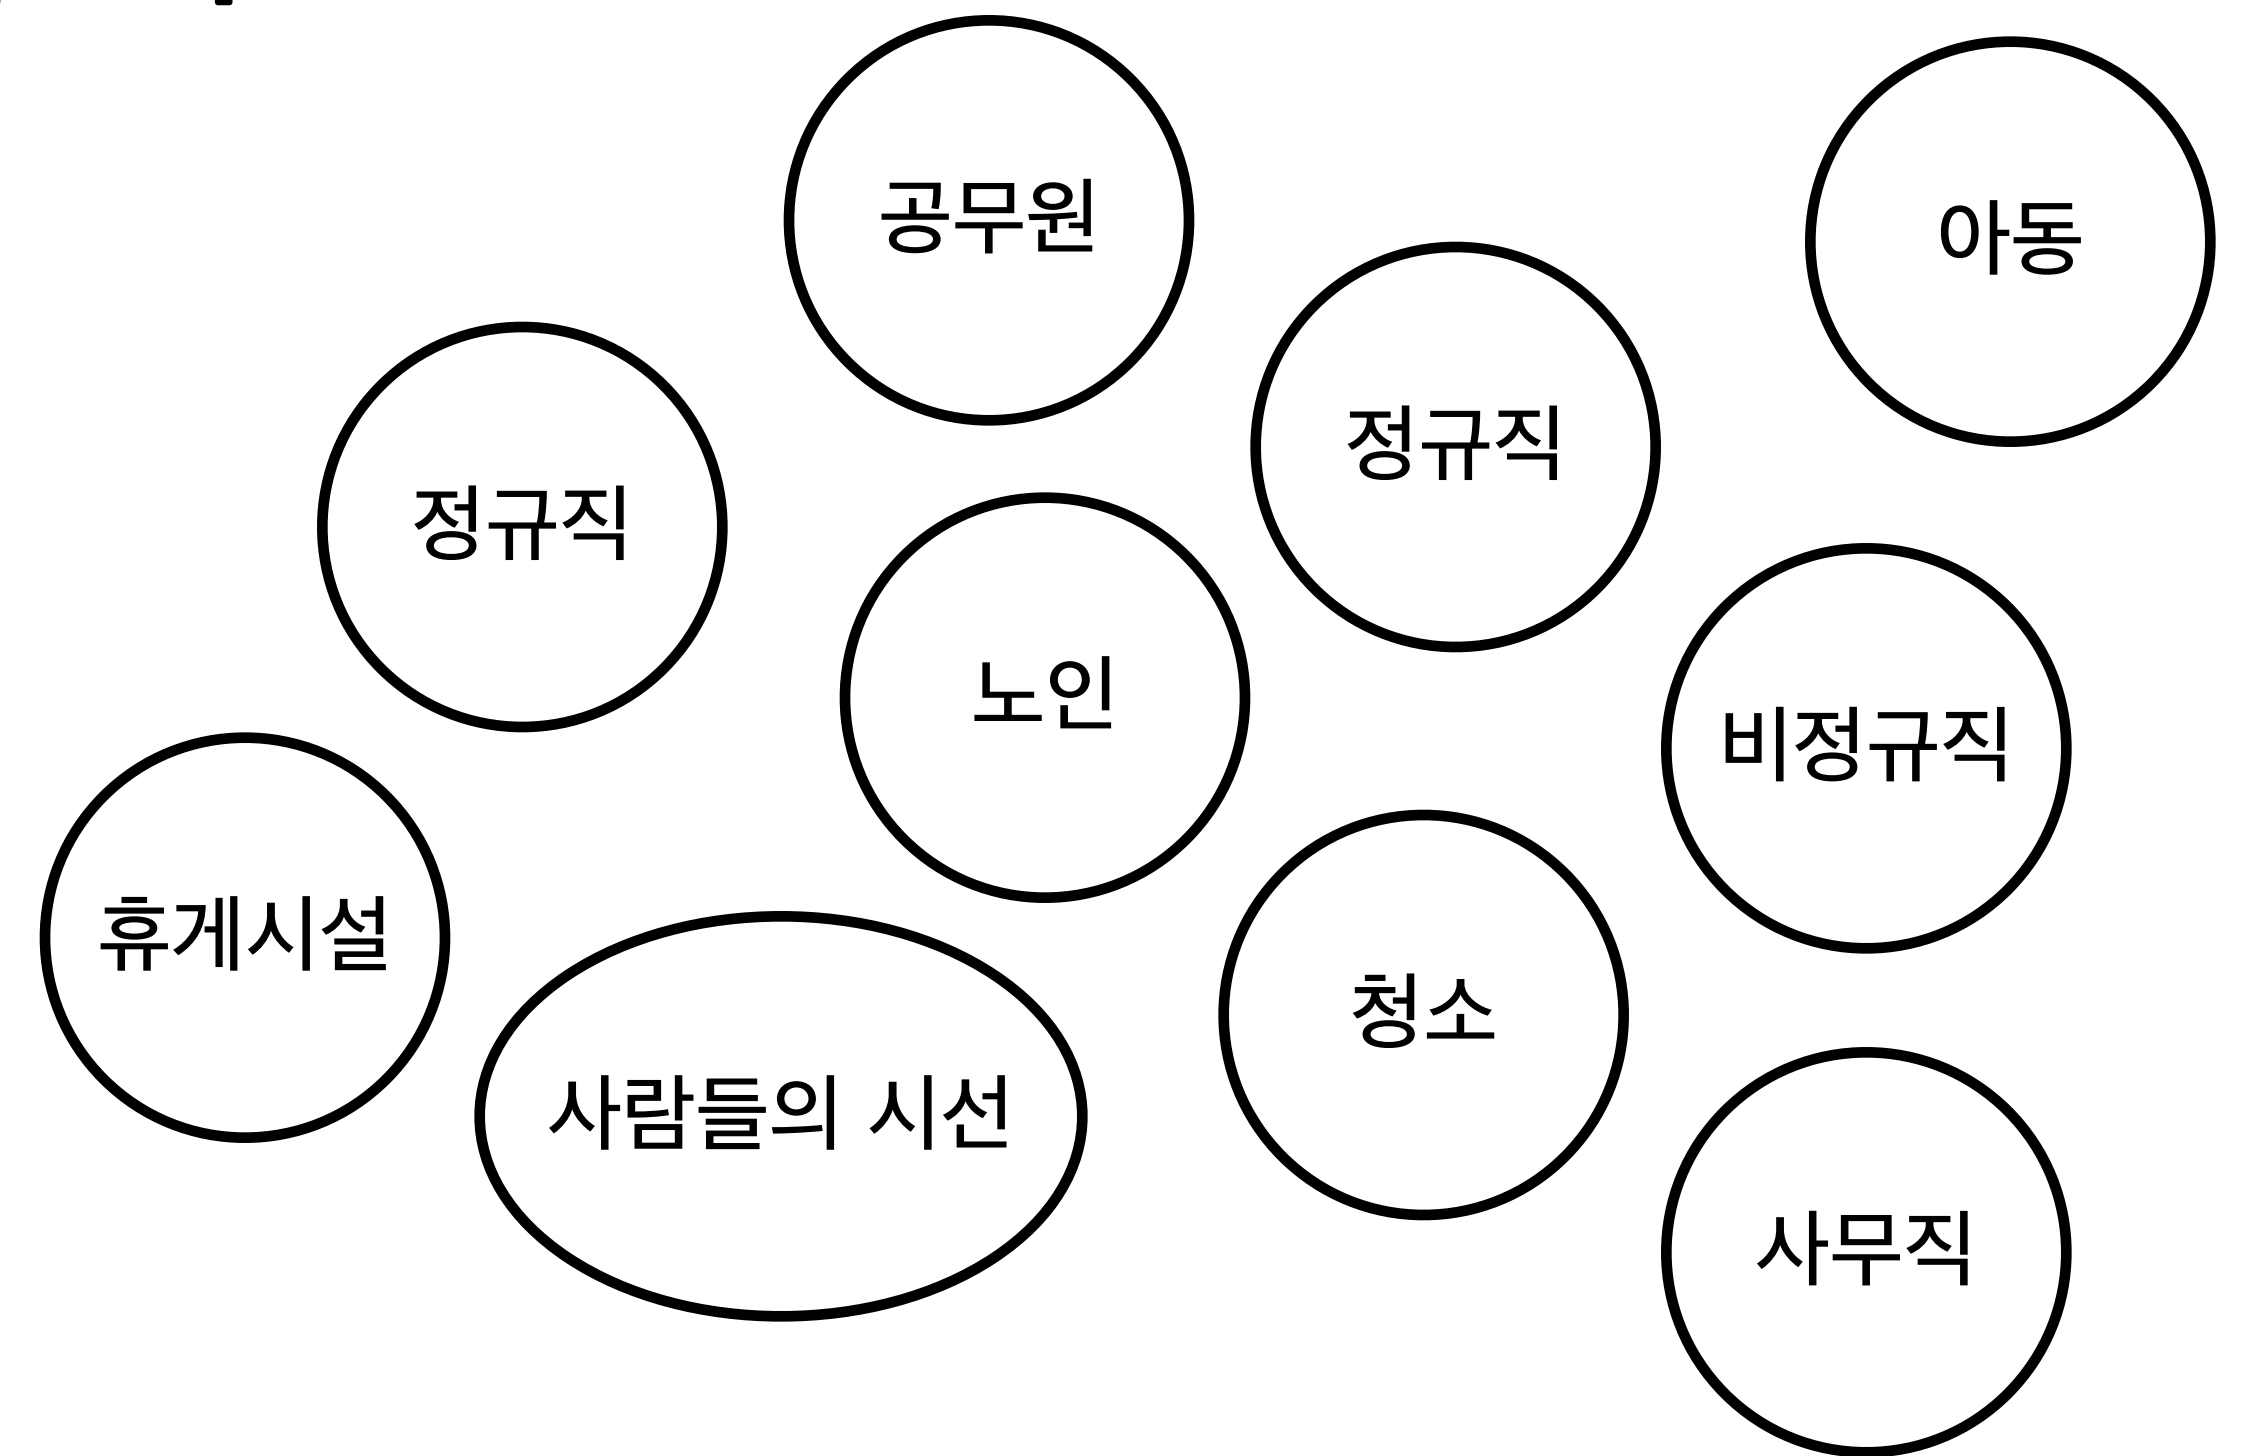 공무원
아동
정규직
정규직
노인
비정규직
휴게시설
청소
사람들의 시선
사무직